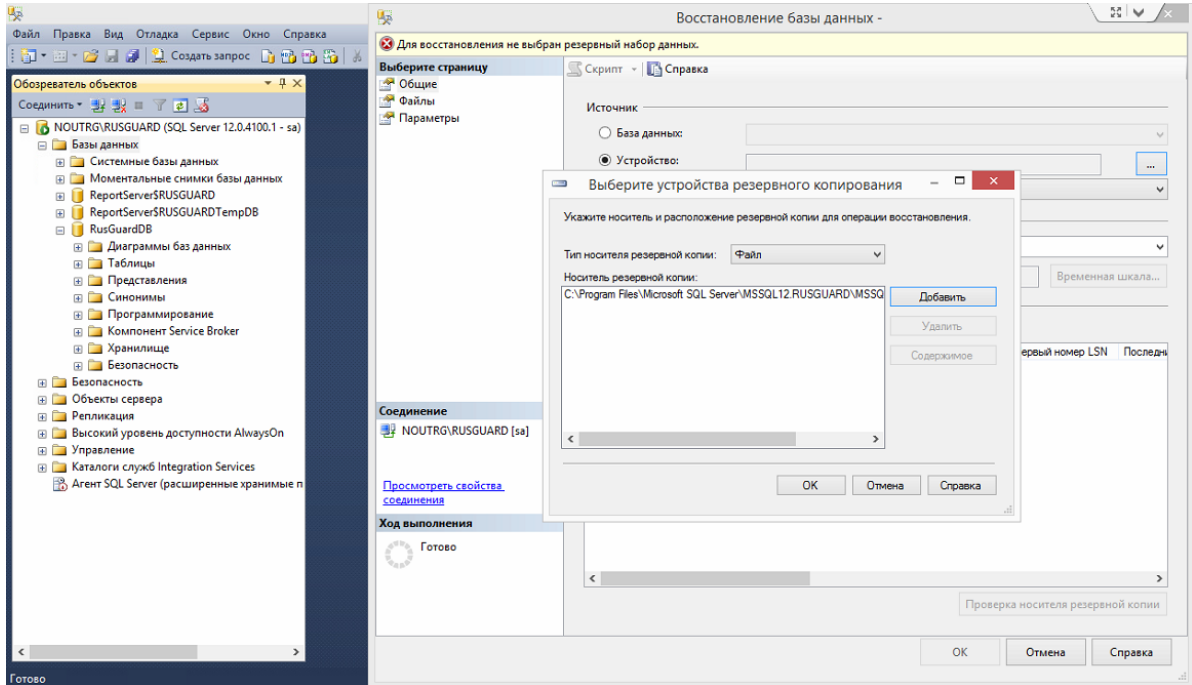 Файл Правка Вид Отладка Сервис Окно Справка
Создать запрос
Обозреватель объектов
Соединить
NOUTRG\RUSGUARD (SQL Server 12.0.4100.1 - sa)
Базы данных
Системные базы данных
Моментальные снимки базы данных
ReportServer$RUSGUARD
ReportServer$RUSGUARDTempDB
RusGuardDB
Диаграммы баз данных
Таблицы
Представления
Синонимы
Программирование
Компонент Service Broker
Хранилище
Безопасность
Безопасность
Объекты сервера
Репликация
Высокий уровень доступности AlwaysOn
Управление
Каталоги служб Integration Services
Агент SQL Server (расширенные хранимые п
Готово
Восстановление базы данных -
Для восстановления не выбран резервный набор данных.
Выберите страницу
Общие
Файлы
Параметры
Скрипт Справка
Источник
База данных:
Устройство:
...
Временная шкала...
ервый номер LSN Последн
Выберите устройства резервного копирования
Укажите носитель и расположение резервной копии для операции восстановления.
Тип носителя резервной копии: Файл
Носитель резервной копии:
C:\Program Files\Microsoft SQL Server\MSSQL12.RUSGUARD\MSSQ
Добавить
Удалить
Содержимое
OK Отмена Справка
Соединение
NOUTRG\RUSGUARD [sa]
Просмотреть свойства
соединения
Ход выполнения
Готово
Проверка носителя резервной копии
OK Отмена Справка